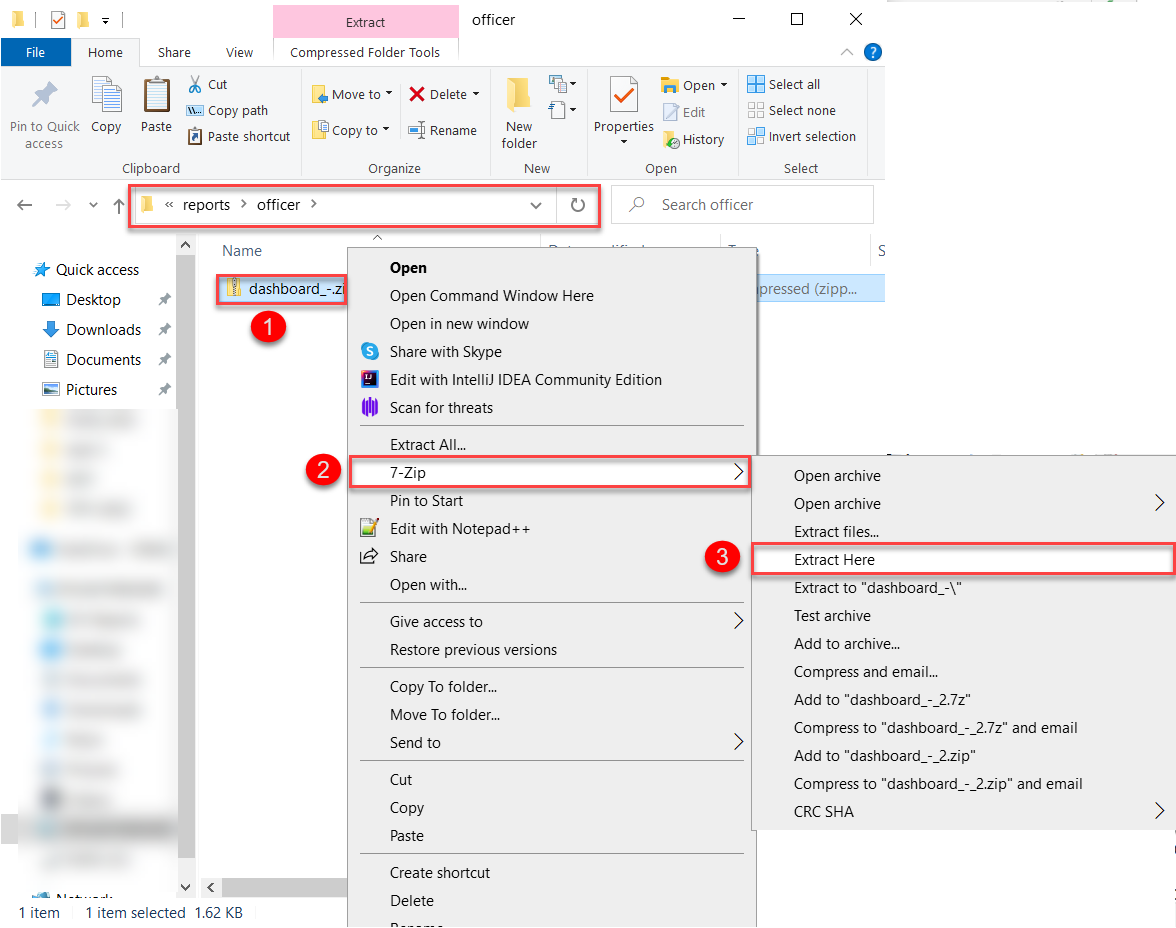 Extract
officer
File
Home
Share
View
Compressed Folder Tools
Pin to Quick access
Copy
Paste
Cut
Copy path
Paste shortcut
Clipboard
Move to
Copy to
Delete
Rename
Organize
New folder
New
Properties
Open
Edit
History
Open
Select all
Select none
Invert selection
Select
« reports > officer >
Search officer
Name
Quick access
Desktop
Downloads
Documents
Pictures
dashboard_-.zi
1
Open
Open Command Window Here
Open in new window
Share with Skype
Edit with IntelliJ IDEA Community Edition
Scan for threats
Extract All...
2
7-Zip
Pin to Start
Edit with Notepad++
Share
Open with...
Give access to
Restore previous versions
Copy To folder...
Move To folder...
Send to
Cut
Copy
Paste
Create shortcut
Delete
Rename
Open archive
Open archive
Extract files...
3
Extract Here
Extract to "dashboard_-\"
Test archive
Add to archive...
Compress and email...
Add to "dashboard_-_2.7z"
Compress to "dashboard_-_2.7z" and email
Add to "dashboard_-_2.zip"
Compress to "dashboard_-_2.zip" and email
CRC SHA
Network
1 item
1 item selected 1.62 KB